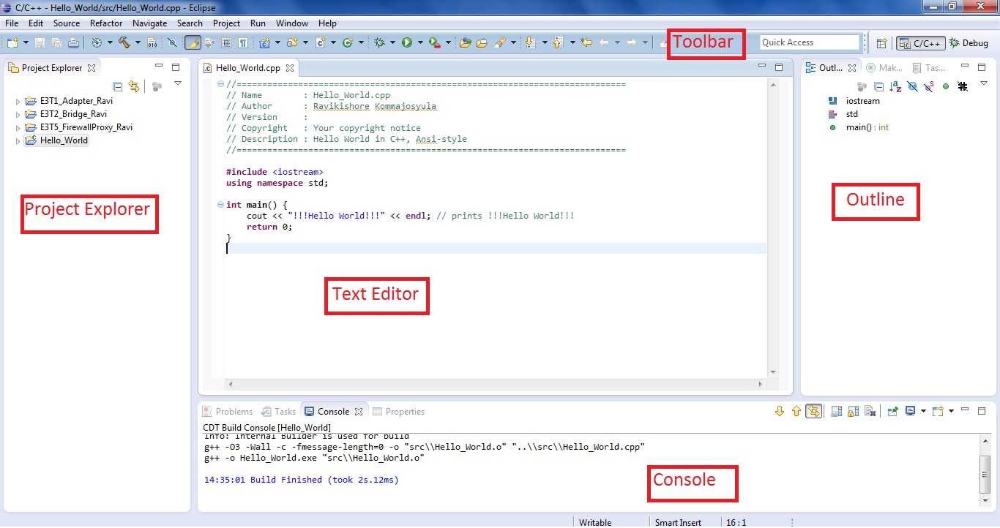 C/C++ - Hello_World/src/Hello_World.cpp - Eclipse
File Edit Source Refactor Navigate Search Project Run Window Help
Toolbar
Quick Access
C/C++
Debug
Project Explorer
E3T1_Adapter_Ravi
E3T2_Bridge_Ravi
E3T5_FirewallProxy_Ravi
Hello_World
Project Explorer
Hello_World.cpp
//============================================================================
// Name        : Hello_World.cpp
// Author      : Ravikishore Kommajosyula
// Version     :
// Copyright   : Your copyright notice
// Description : Hello World in C++, Ansi-style
//============================================================================
#include <iostream>
using namespace std;
int main() {
    cout << "!!!Hello World!!!" << endl; // prints !!!Hello World!!!
    return 0;
}
Text Editor
Outl... Mak... Tas...
iostream
std
main() : int
Outline
Problems Tasks Console Properties
CDT Build Console [Hello_World]
Info: Internal Builder is used for build
g++ -O3 -Wall -c -fmessage-length=0 -o "src\\Hello_World.o" "..\\src\\Hello_World.cpp"
g++ -o Hello_World.exe "src\\Hello_World.o"
14:35:01 Build Finished (took 2s.12ms)
Console
Writable Smart Insert 16 : 1